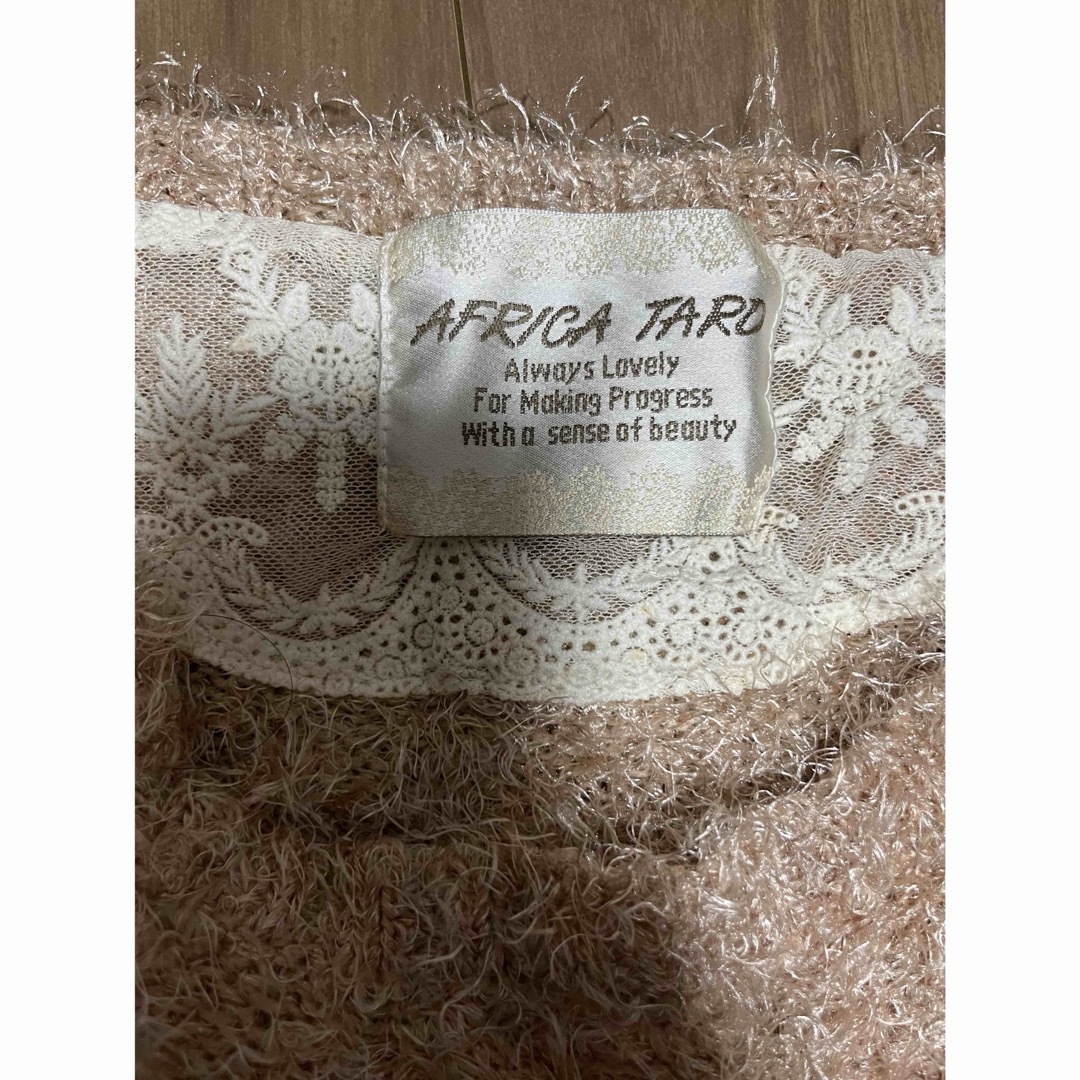 AFRICA TARO
Always Lovely
For Making Progress
With a sense of beauty